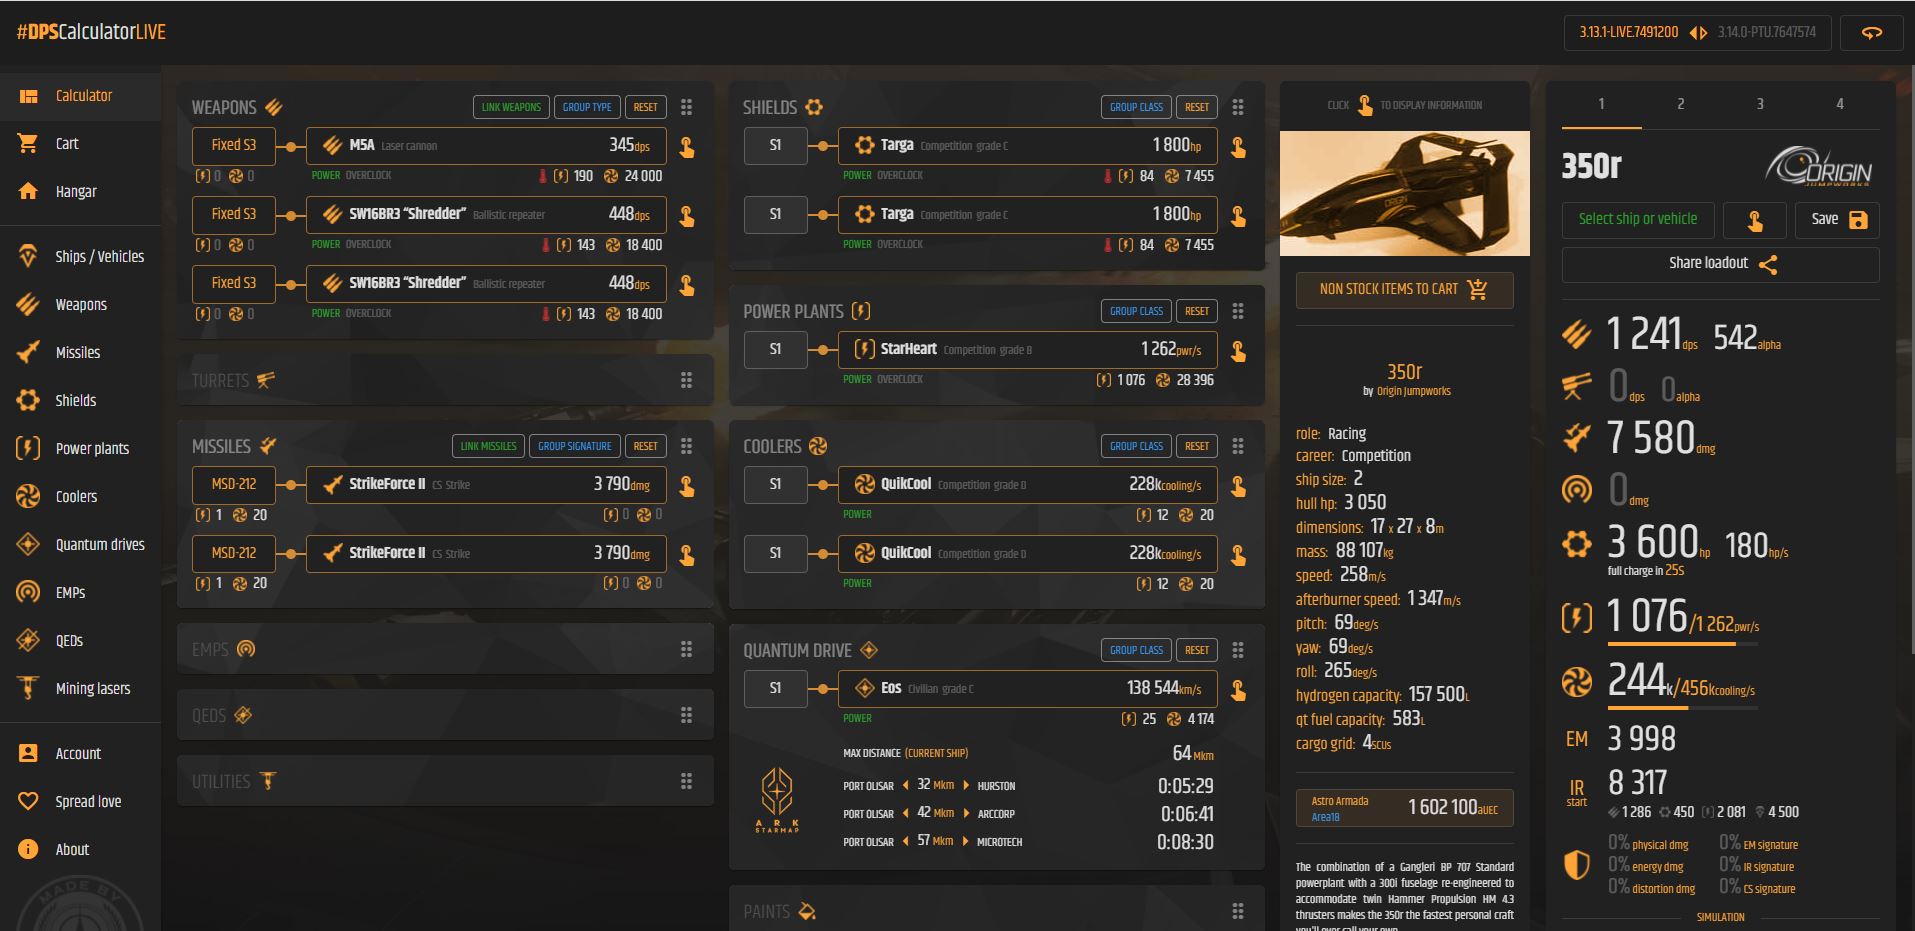 #DPSCalculatorLIVE
3.13.1-LIVE.7491200 3.14.0-PTU.7647574
Calculator
Cart
Hangar
Ships / Vehicles
Weapons
Missiles
Shields
Power plants
Coolers
Quantum drives
EMPs
QEDs
Mining lasers
Account
Spread love
About
MADE BY
WEAPONS LINK WEAPONS GROUP TYPE RESET
Fixed S3 M5A Laser cannon 345dps
0 0 POWER OVERCLOCK 190 24 000
Fixed S3 SW16BR3 “Shredder” Ballistic repeater 448dps
0 0 POWER OVERCLOCK 143 18 400
Fixed S3 SW16BR3 “Shredder” Ballistic repeater 448dps
0 0 POWER OVERCLOCK 143 18 400
TURRETS
MISSILES LINK MISSILES GROUP SIGNATURE RESET
MSD-212 StrikeForce II CS Strike 3 790dmg
1 20 0 0
MSD-212 StrikeForce II CS Strike 3 790dmg
1 20 0 0
EMPS
QEDS
UTILITIES
SHIELDS GROUP CLASS RESET
S1 Targa Competition grade C 1 800hp
POWER OVERCLOCK 84 7 455
S1 Targa Competition grade C 1 800hp
POWER OVERCLOCK 84 7 455
POWER PLANTS GROUP CLASS RESET
S1 StarHeart Competition grade B 1 262pwr/s
POWER OVERCLOCK 1 076 28 396
COOLERS GROUP CLASS RESET
S1 QuikCool Competition grade D 228kcooling/s
POWER 12 20
S1 QuikCool Competition grade D 228kcooling/s
POWER 12 20
QUANTUM DRIVE GROUP CLASS RESET
S1 Eos Civilian grade C 138 544km/s
POWER 25 4 174
MAX DISTANCE (CURRENT SHIP) 64 Mkm
PORT OLISAR 32 Mkm HURSTON 0:05:29
PORT OLISAR 42 Mkm ARCCORP 0:06:41
PORT OLISAR 57 Mkm MICROTECH 0:08:30
ARK
STARMAP
PAINTS
CLICK TO DISPLAY INFORMATION
ORIGIN
NON STOCK ITEMS TO CART
350r
by Origin Jumpworks
role: Racing
career: Competition
ship size: 2
hull hp: 3 050
dimensions: 17 x 27 x 8m
mass: 88 107kg
speed: 258m/s
afterburner speed: 1 347m/s
pitch: 69deg/s
yaw: 69deg/s
roll: 265deg/s
hydrogen capacity: 157 500L
qt fuel capacity: 583L
cargo grid: 4SCUs
Astro Armada 1 602 100aUEC
Area18
The combination of a Gangleri BP 707 Standard
powerplant with a 300i fuselage re-engineered to
accommodate twin Hammer Propulsion HM 4.3
thrusters makes the 350r the fastest personal craft
you'll ever call your own.
1 2 3 4
350r
ORIGIN
JUMPWORKS
Select ship or vehicle Save
Share loadout
1 241dps 542alpha
0dps 0alpha
7 580dmg
0dmg
3 600hp 180hp/s
full charge in 25s
1 076/1 262pwr/s
244k/456kcooling/s
EM 3 998
IR start 8 317
1 286 450 2 081 4 500
0% physical dmg 0% EM signature
0% energy dmg 0% IR signature
0% distortion dmg 0% CS signature
SIMULATION